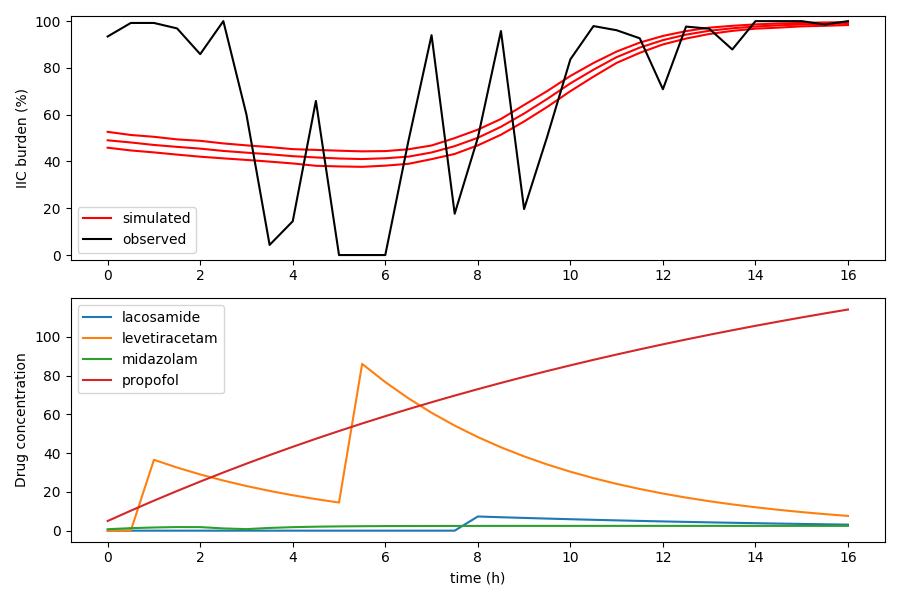 100
80
60
40
20
0
IIC burden (%)
simulated
observed
0 2 4 6 8 10 12 14 16
lacosamide
levetiracetam
midazolam
propofol
100
80
60
40
20
0
Drug concentration
0 2 4 6 8 10 12 14 16
time (h)